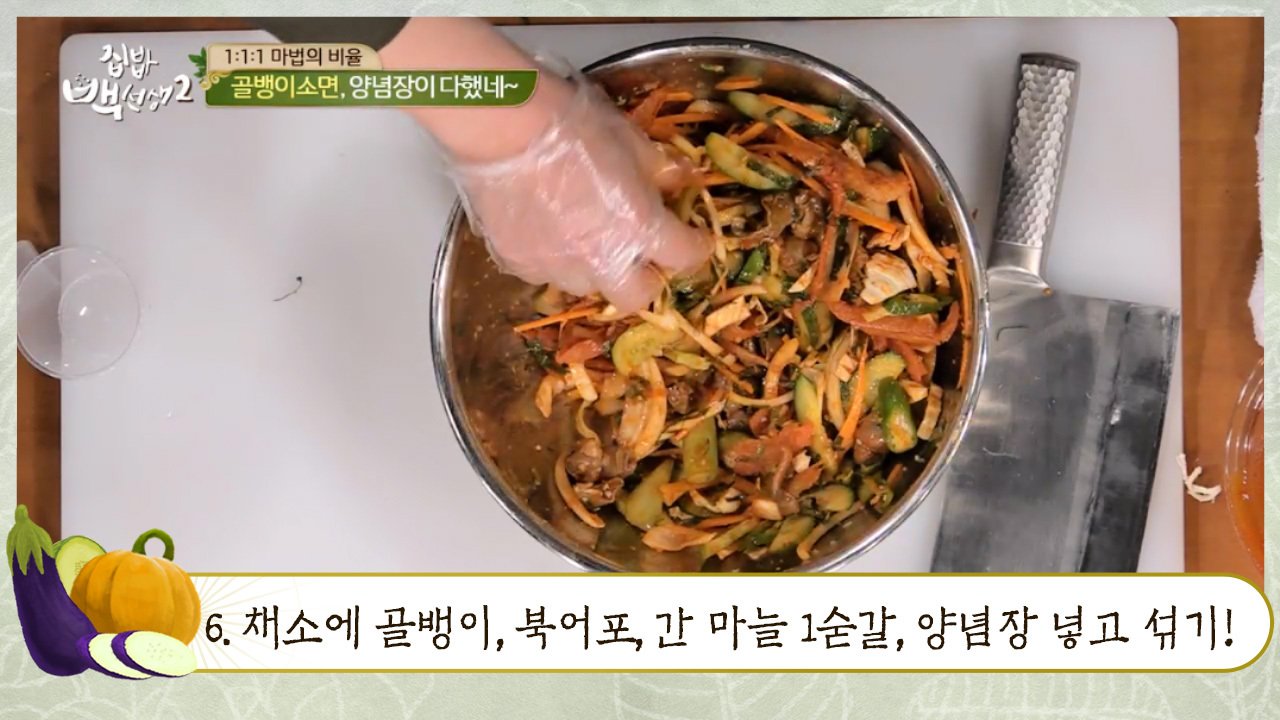 집밥
백선생2
1:1:1 마법의 비율
골뱅이소면, 양념장이 다했네~
6. 채소에 골뱅이, 북어포, 간 마늘 1숟갈, 양념장 넣고 섞기!